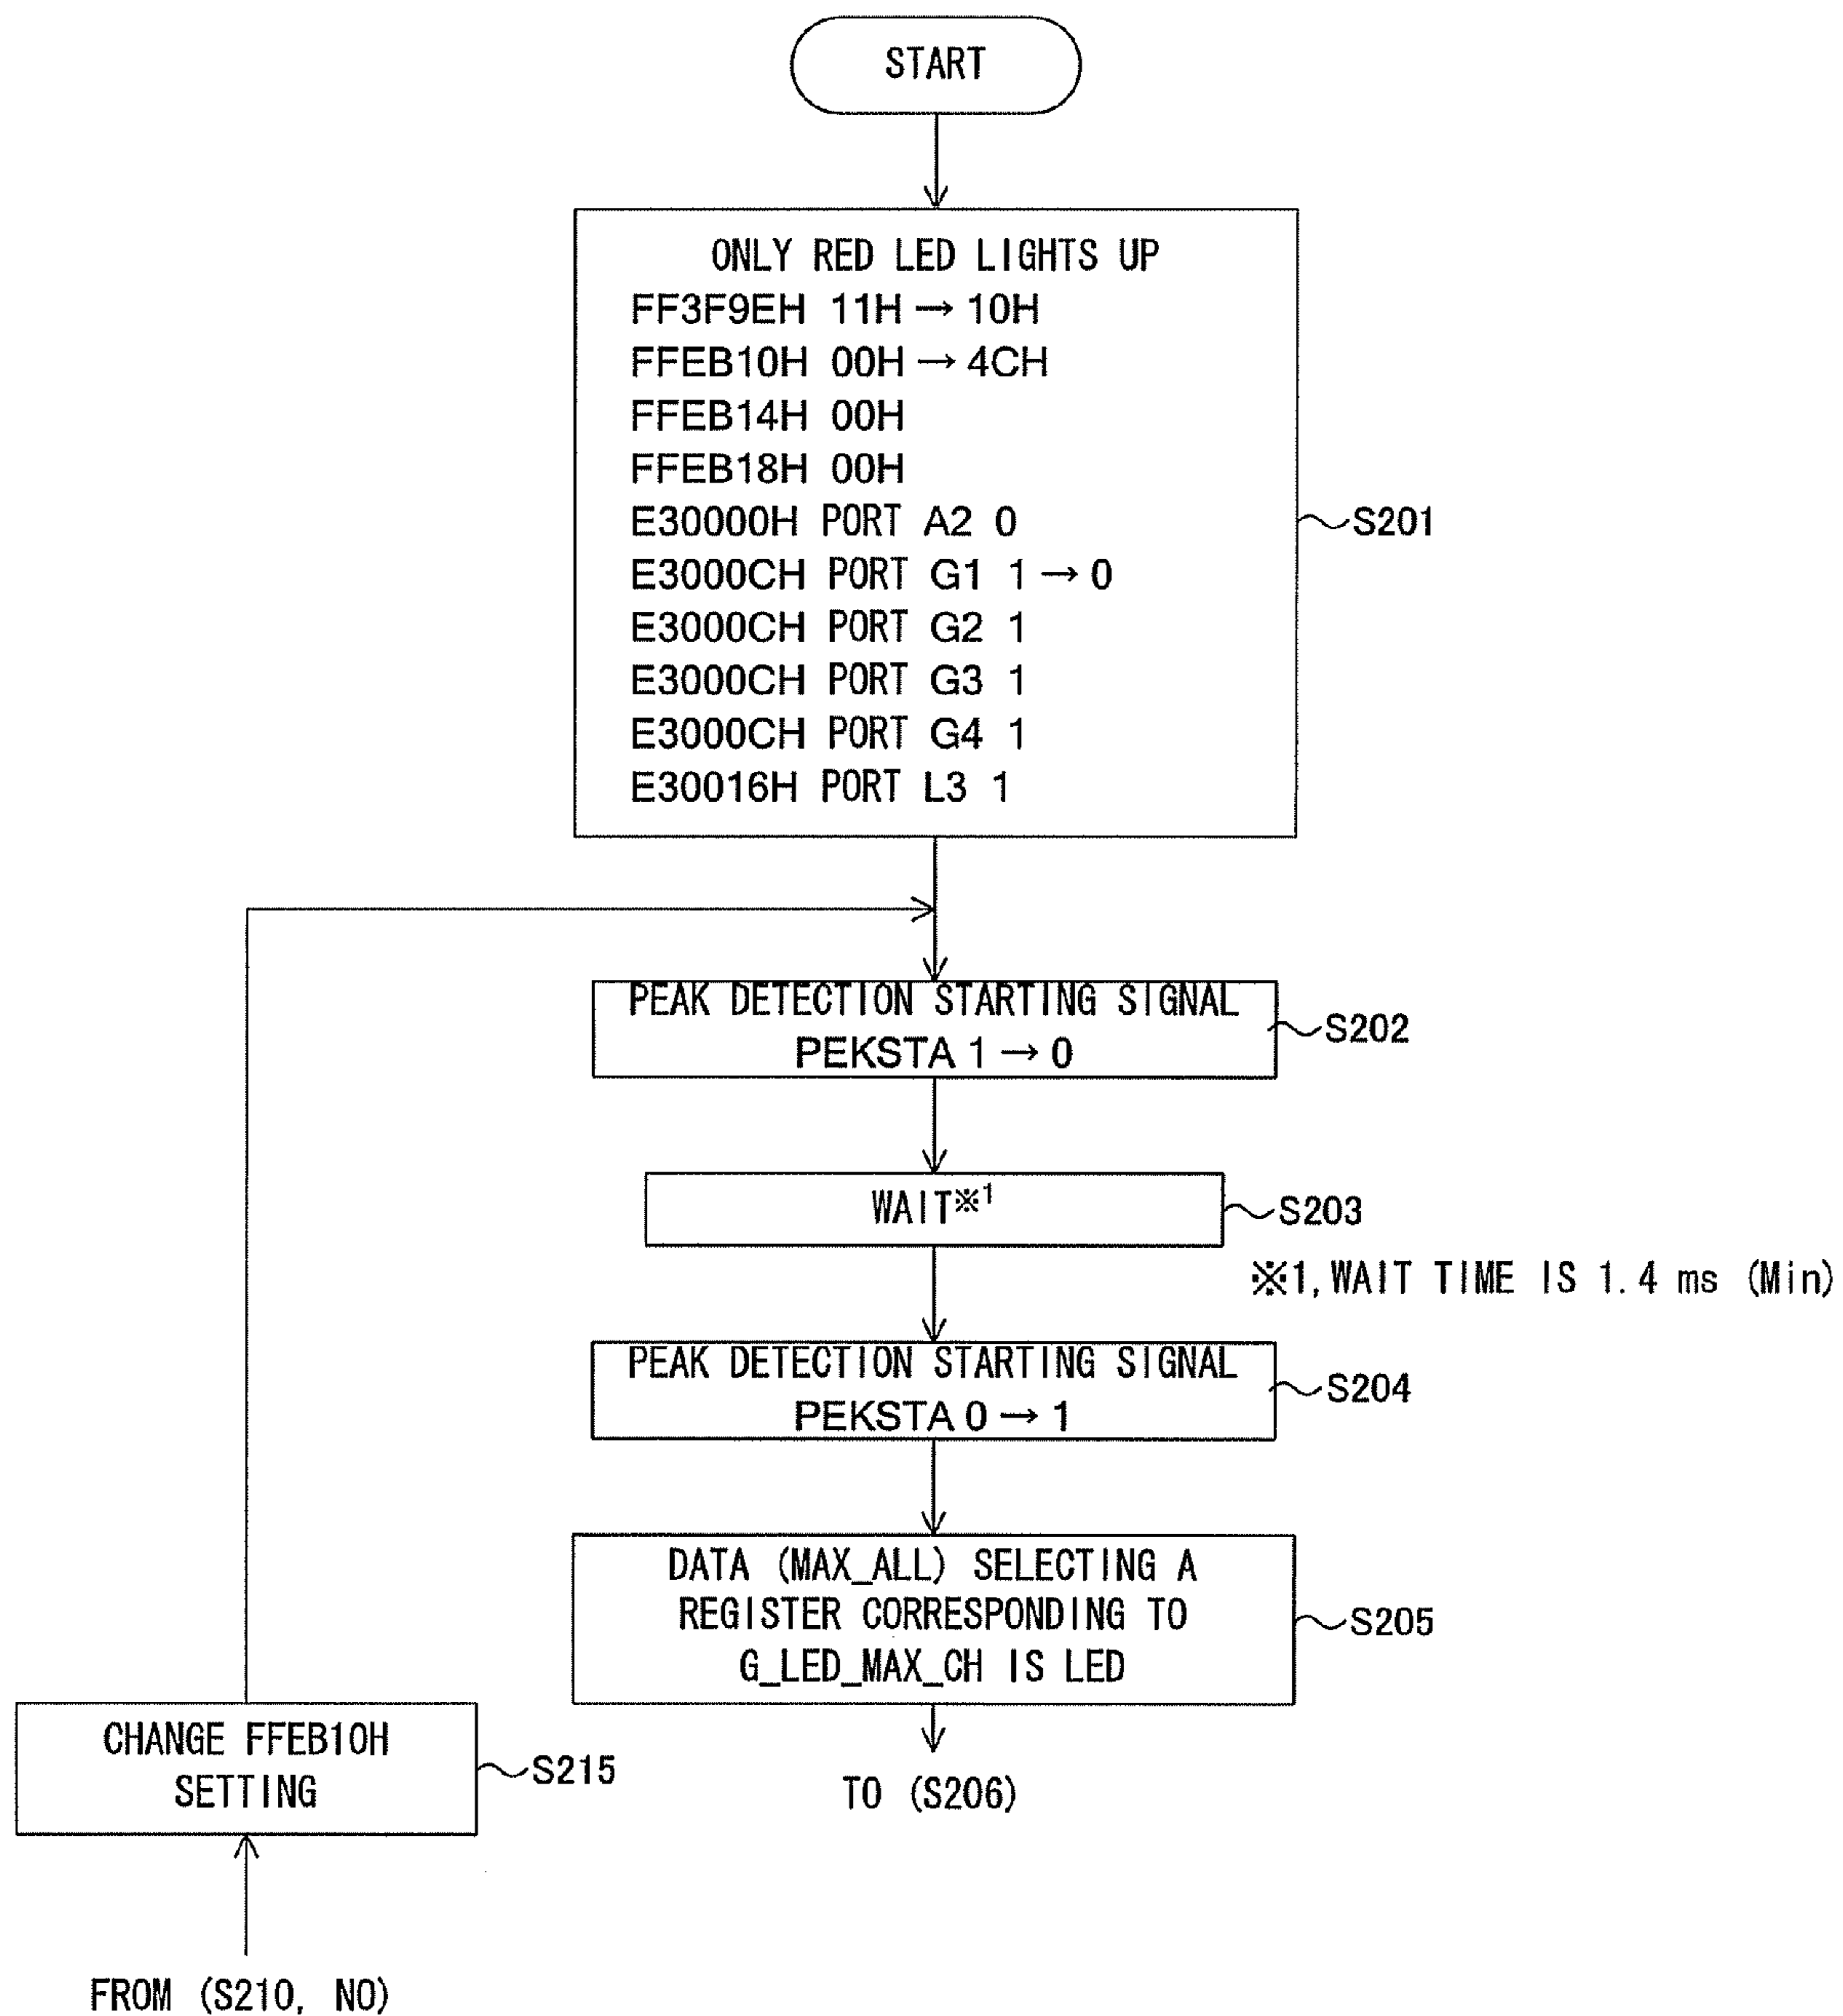 START
ONLY RED LED LIGHTS UP
FF3F9EH 11H → 10H
FFEB10H 00H → 4CH
FFEB14H 00H
FFEB18H 00H
E30000H PORT A2 0
E3000CH PORT G1 1 → 0
E3000CH PORT G2 1
E3000CH PORT G3 1
E3000CH PORT G4 1
E30016H PORT L3 1
S201
PEAK DETECTION STARTING SIGNAL
PEKSTA 1 → 0
S202
WAIT※1
S203
※1, WAIT TIME IS 1.4 ms (Min)
PEAK DETECTION STARTING SIGNAL
PEKSTA 0 → 1
S204
DATA (MAX_ALL) SELECTING A
REGISTER CORRESPONDING TO
G_LED_MAX_CH IS LED
S205
TO (S206)
CHANGE FFEB10H
SETTING
S215
FROM (S210, NO)